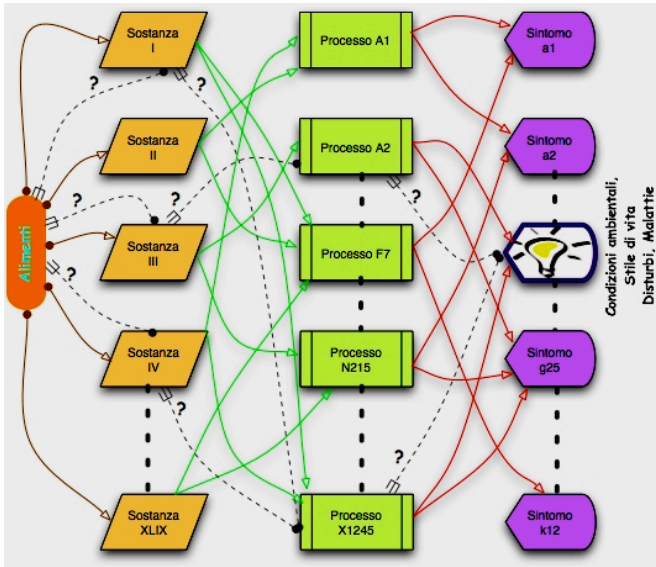 Sostanza
I
Processo A1
Sintomo
a1
?
?
Sostanza
II
Processo A2
Sintomo
a2
?
?
?
Alimenti
Sostanza
III
Processo F7
Condizioni ambientali,
Stile di vita
Disturbi, Malattie
?
Sostanza
IV
Processo
N215
Sintomo
g25
?
?
Sostanza
XLIX
Processo
X1245
Sintomo
k12